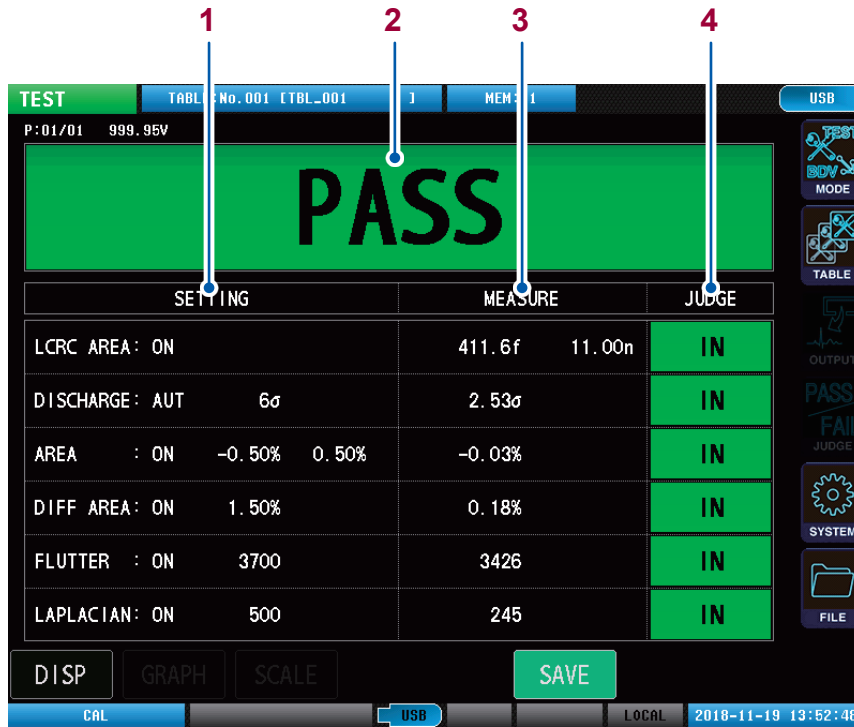 1 2 3 4
TEST TABLE:No.001 [TBL_001 ] MEM: 1 USB
P:01/01 999.95V
TEST
BDV
MODE
PASS
TABLE
SETTING MEASURE JUDGE
LCRC AREA: ON 411.6f 11.00n IN
OUTPUT
DISCHARGE: AUT 6σ 2.53σ IN
PASS
FAIL
JUDGE
AREA : ON -0.50% 0.50% -0.03% IN
DIFF AREA: ON 1.50% 0.18% IN
SYSTEM
FLUTTER : ON 3700 3426 IN
LAPLACIAN: ON 500 245 IN
FILE
DISP GRAPH SCALE SAVE
CAL USB LOCAL 2018-11-19 13:52:48